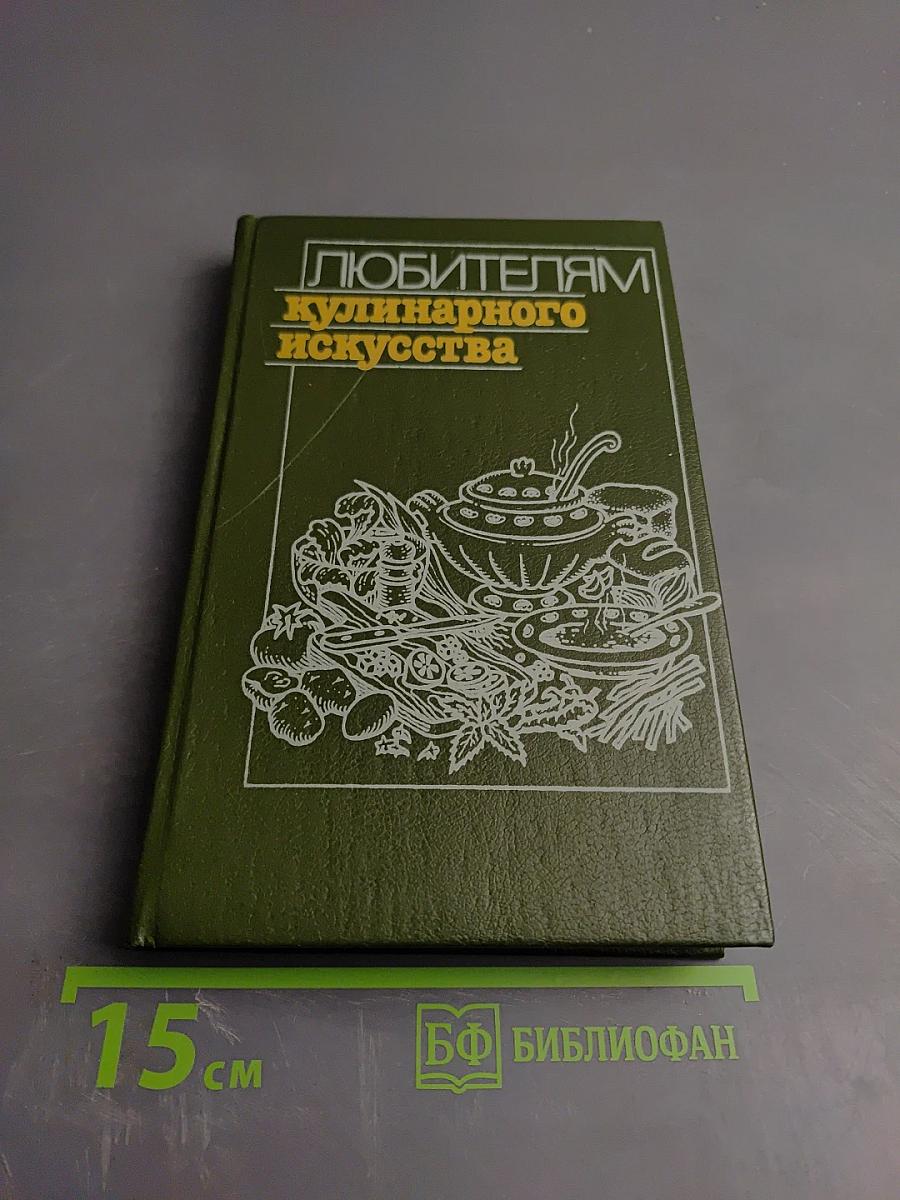 ЛЮБИТЕЛЯМ
кулинарного
искусства
15 см
БФ БИБЛИОФАН